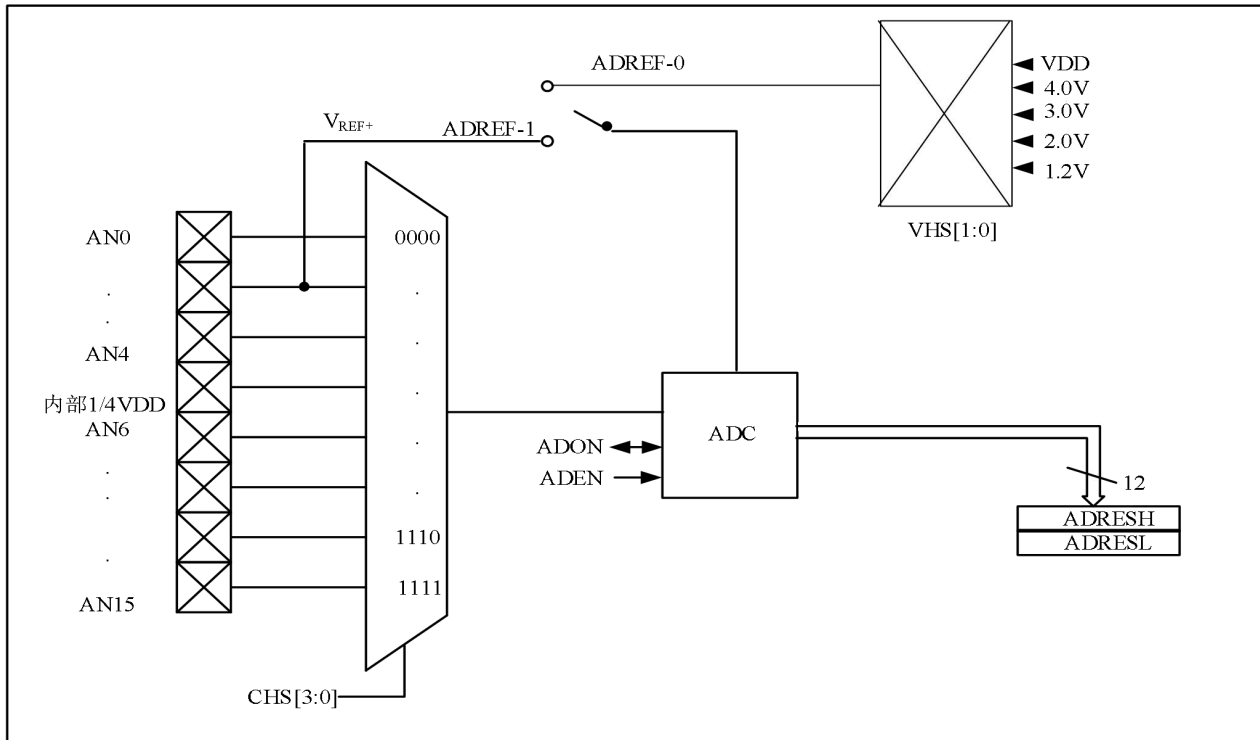 ADREF-0
VDD
4.0V
3.0V
2.0V
1.2V
VHS[1:0]
VREF+
ADREF-1
AN0
.
.
AN4
内部1/4VDD
AN6
.
.
.
AN15
0000
.
.
.
.
.
1110
1111
CHS[3:0]
ADC
ADON
ADEN
12
ADRESH
ADRESL